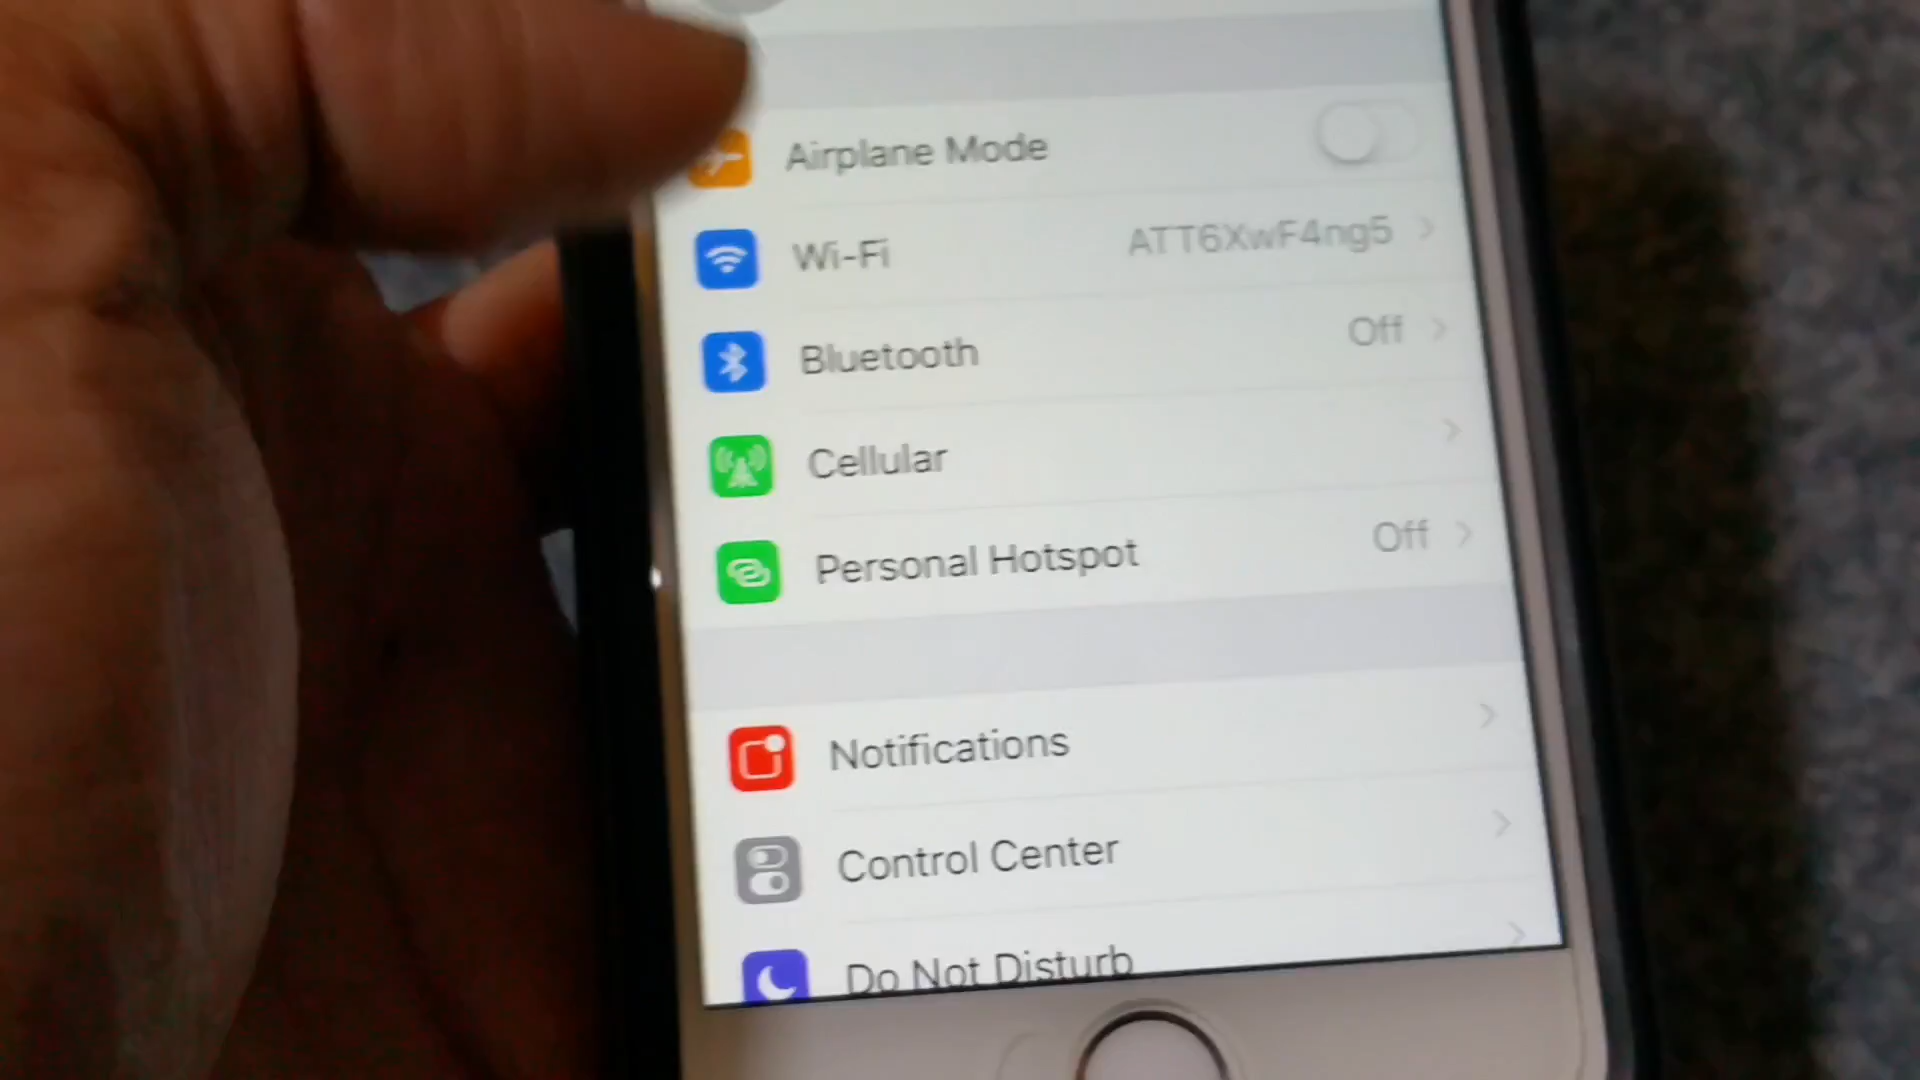 Airplane Mode
Wi-Fi ATT6XwF4ng5
Bluetooth Off
Cellular
Personal Hotspot Off
Notifications
Control Center
Do Not Disturb